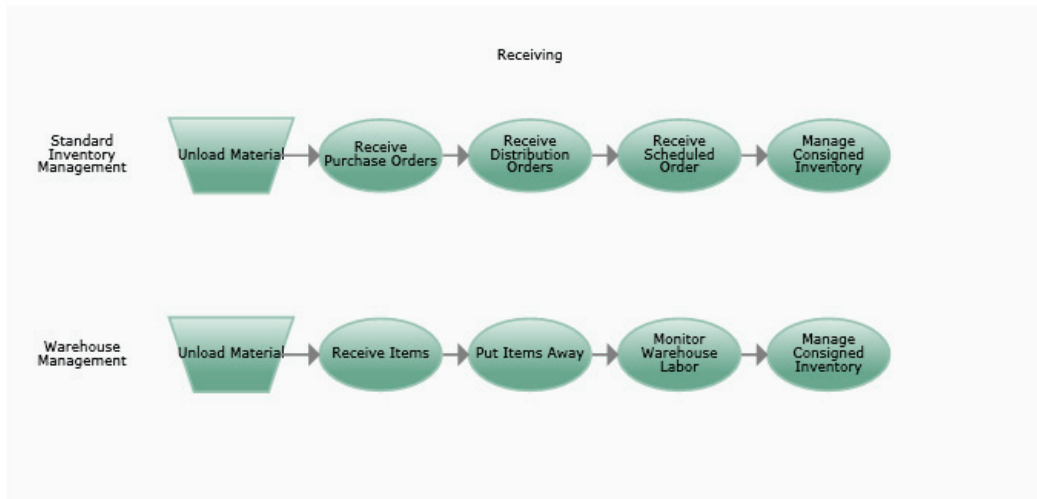 Receiving
Standard
Inventory
Management
Unload Material
Receive
Purchase Orders
Receive
Distribution
Orders
Receive
Scheduled
Order
Manage
Consigned
Inventory
Warehouse
Management
Unload Material
Receive Items
Put Items Away
Monitor
Warehouse
Labor
Manage
Consigned
Inventory